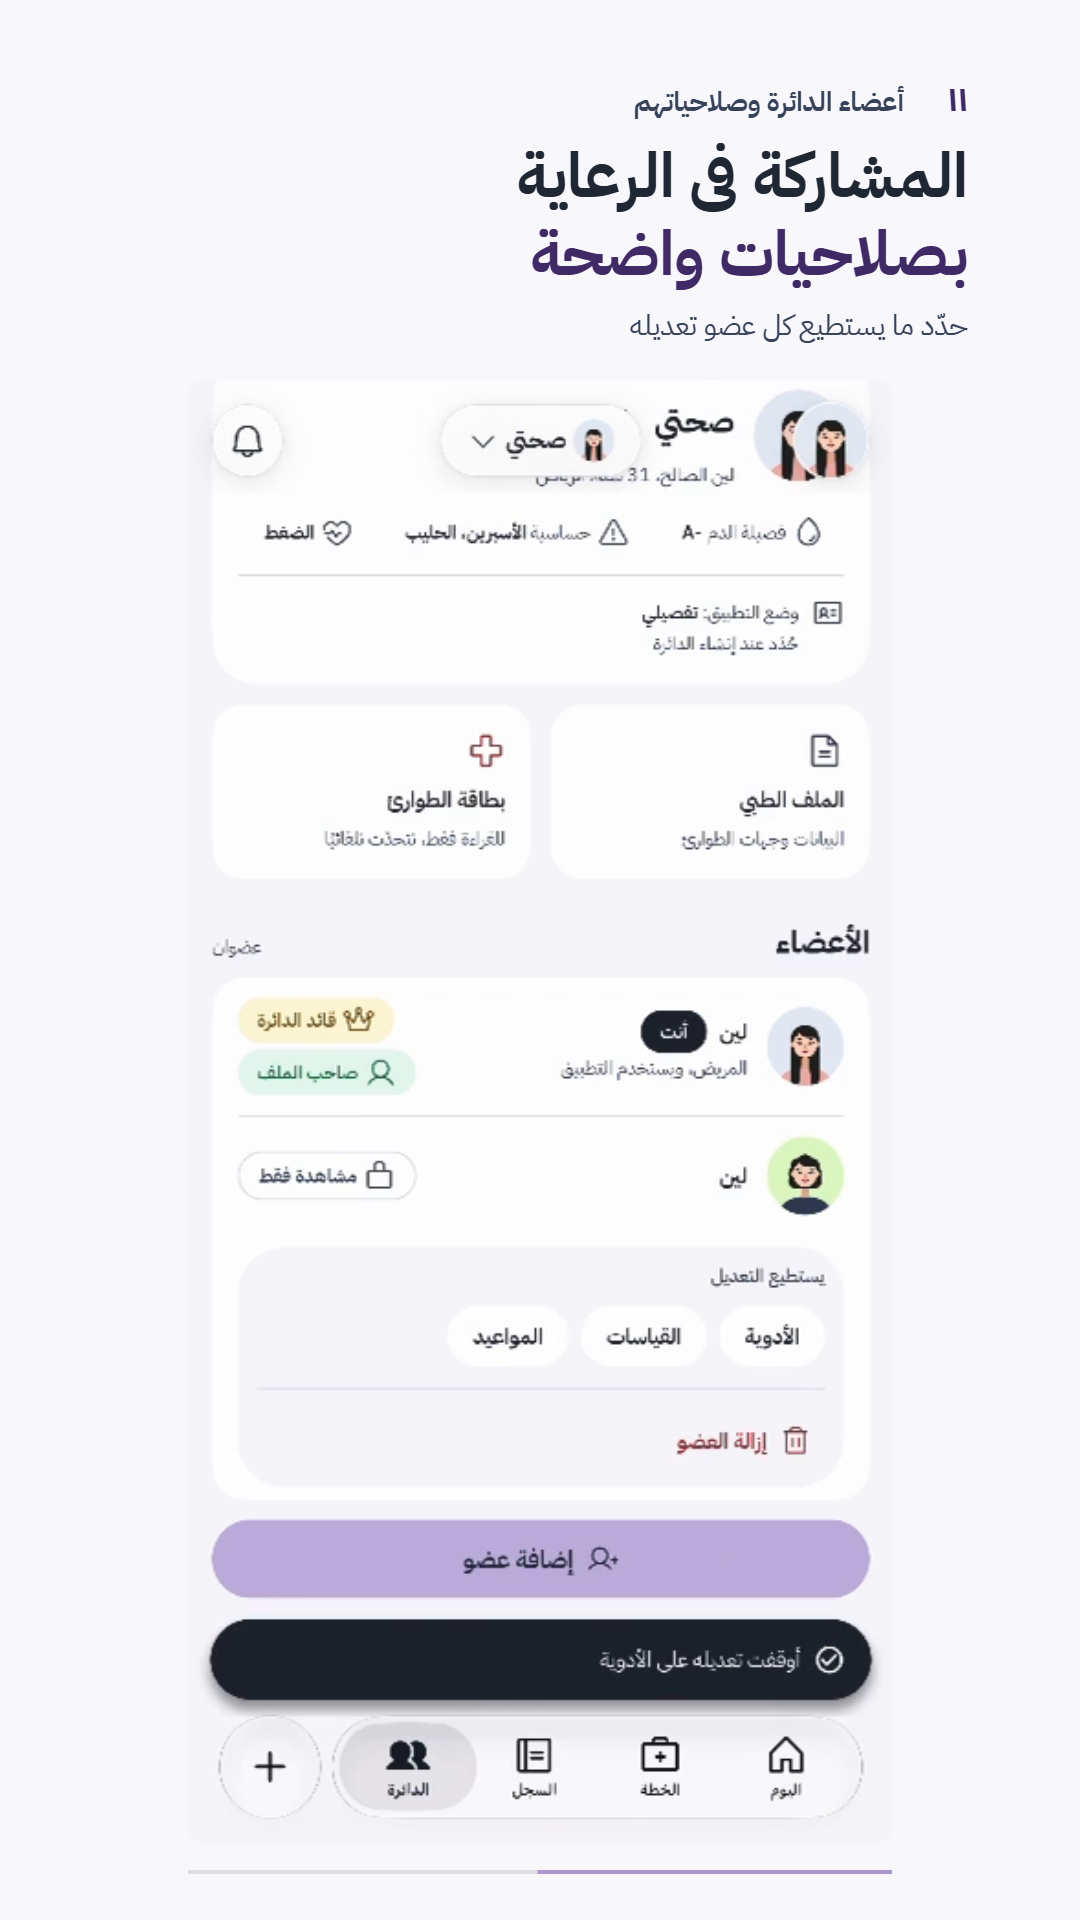 ١١ أعضاء الدائرة وصلاحياتهم
المشاركة في الرعاية
بصلاحيات واضحة
حدّد ما يستطيع كل عضو تعديله
صحتي
صحتي
لين الصالح، 31
فصيلة الدم A-
حساسية الأسبرين، الحليب
الضغط
وضع التطبيق: تفصيلي
حُدّد عند إنشاء الدائرة
الملف الطبي
البيانات وجهات الطوارئ
بطاقة الطوارئ
للقراءة فقط، تتحدّث تلقائيًا
الأعضاء
عضوان
لين أنت
المريض، ويستخدم التطبيق
قائد الدائرة
صاحب الملف
لين
مشاهدة فقط
يستطيع التعديل
الأدوية
القياسات
المواعيد
إزالة العضو
إضافة عضو
أوقفت تعديله على الأدوية
اليوم
الخطة
السجل
الدائرة